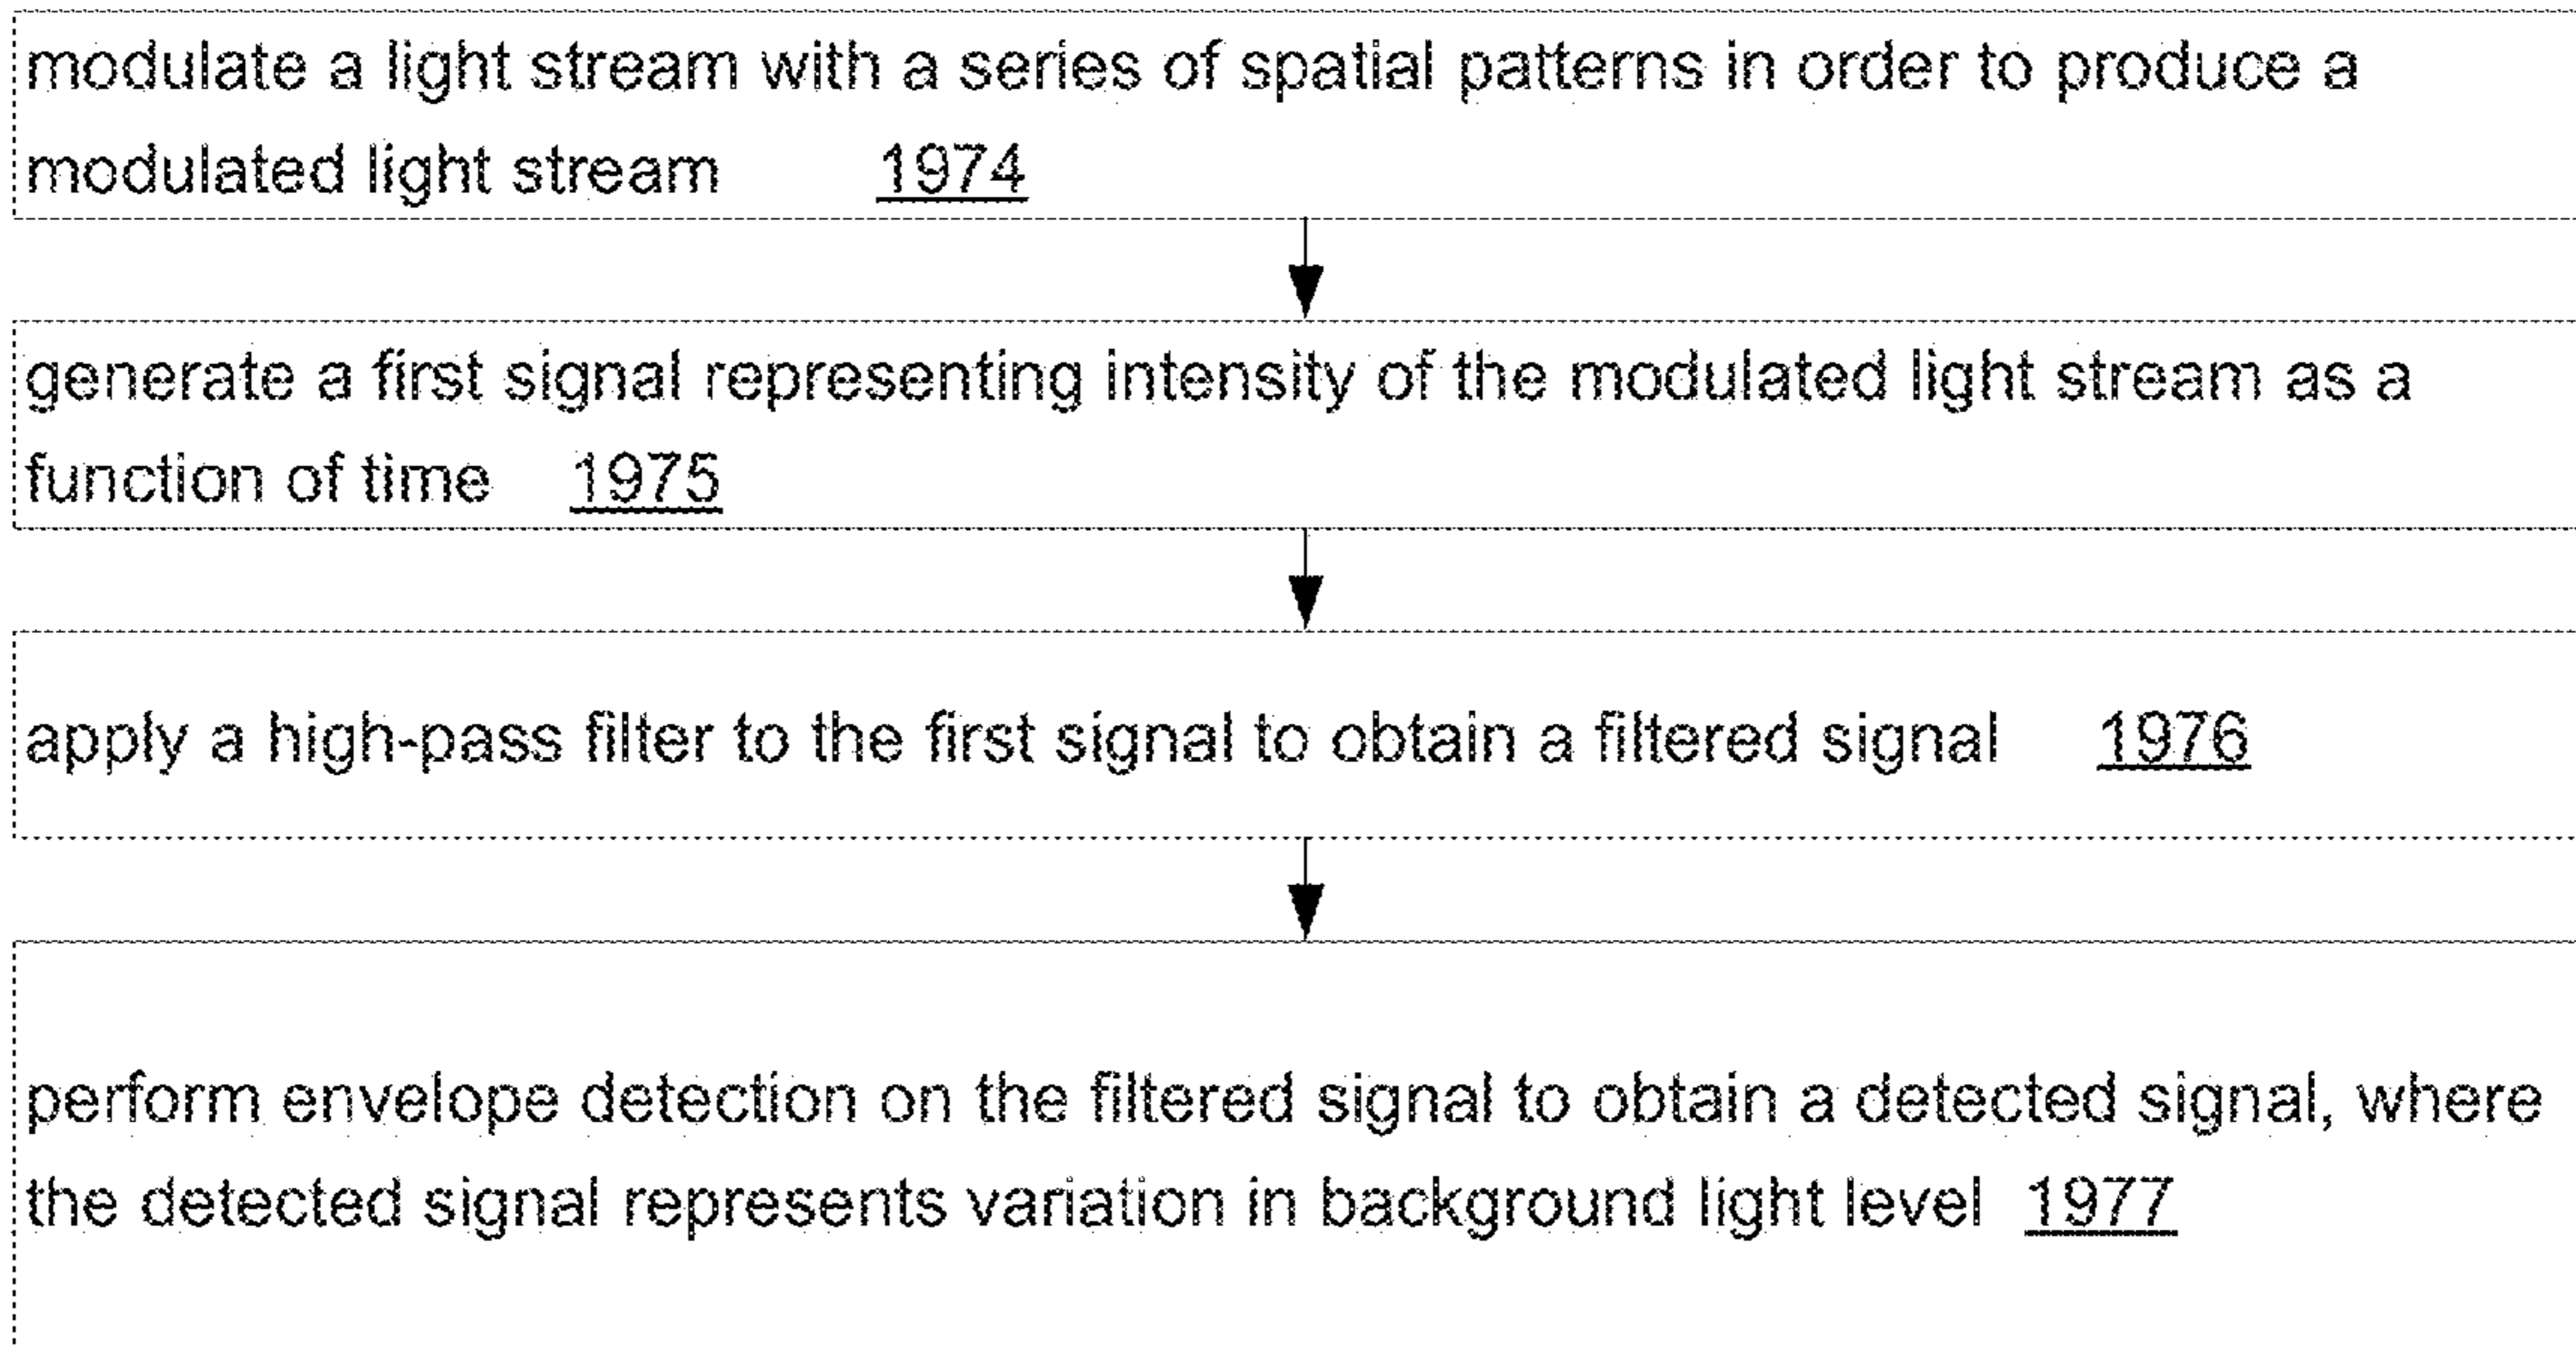 modulate a light stream with a series of spatial patterns in order to produce a
modulated light stream 1974
generate a first signal representing intensity of the modulated light stream as a
function of time 1975
apply a high-pass filter to the first signal to obtain a filtered signal 1976
perform envelope detection on the filtered signal to obtain a detected signal, where
the detected signal represents variation in background light level 1977